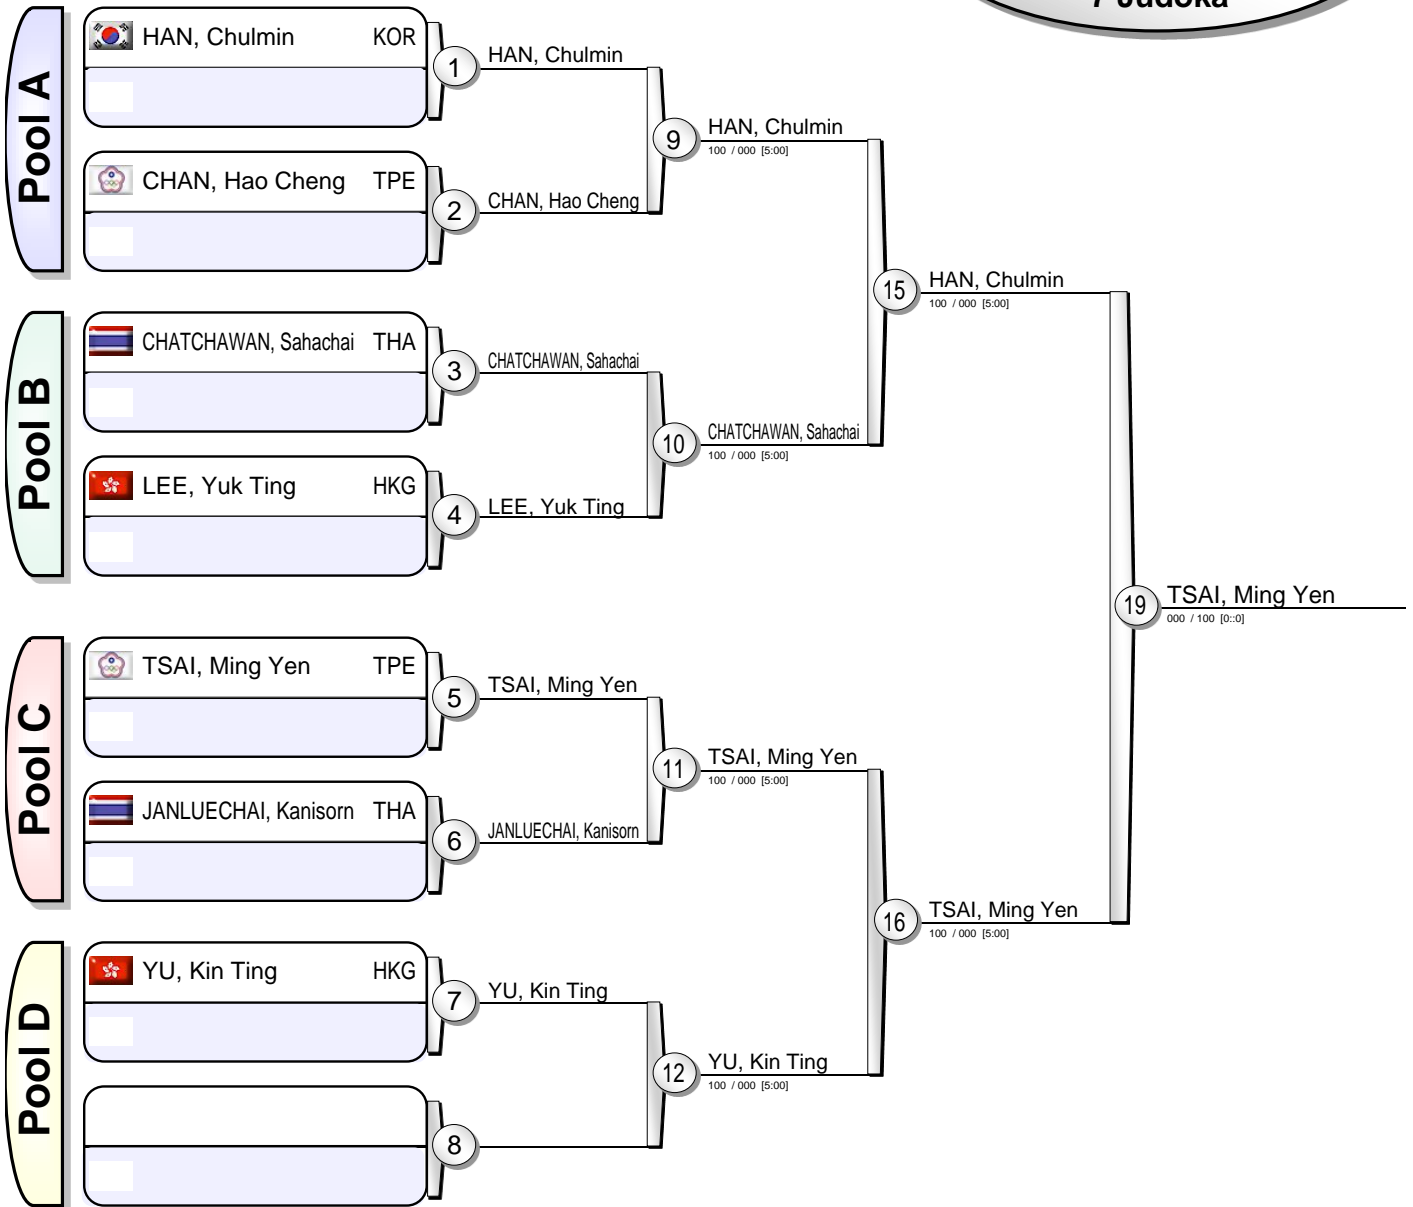 7 Judoka
Pool A
HAN, Chulmin KOR
1
HAN, Chulmin
CHAN, Hao Cheng TPE
2
CHAN, Hao Cheng
9
HAN, Chulmin
100 / 000 [5:00]
Pool B
CHATCHAWAN, Sahachai THA
3
CHATCHAWAN, Sahachai
LEE, Yuk Ting HKG
4
LEE, Yuk Ting
10
CHATCHAWAN, Sahachai
100 / 000 [5:00]
15
HAN, Chulmin
100 / 000 [5:00]
Pool C
TSAI, Ming Yen TPE
5
TSAI, Ming Yen
JANLUECHAI, Kanisorn THA
6
JANLUECHAI, Kanisorn
11
TSAI, Ming Yen
100 / 000 [5:00]
Pool D
YU, Kin Ting HKG
7
YU, Kin Ting
8
12
YU, Kin Ting
100 / 000 [5:00]
16
TSAI, Ming Yen
100 / 000 [5:00]
19
TSAI, Ming Yen
000 / 100 [0::0]